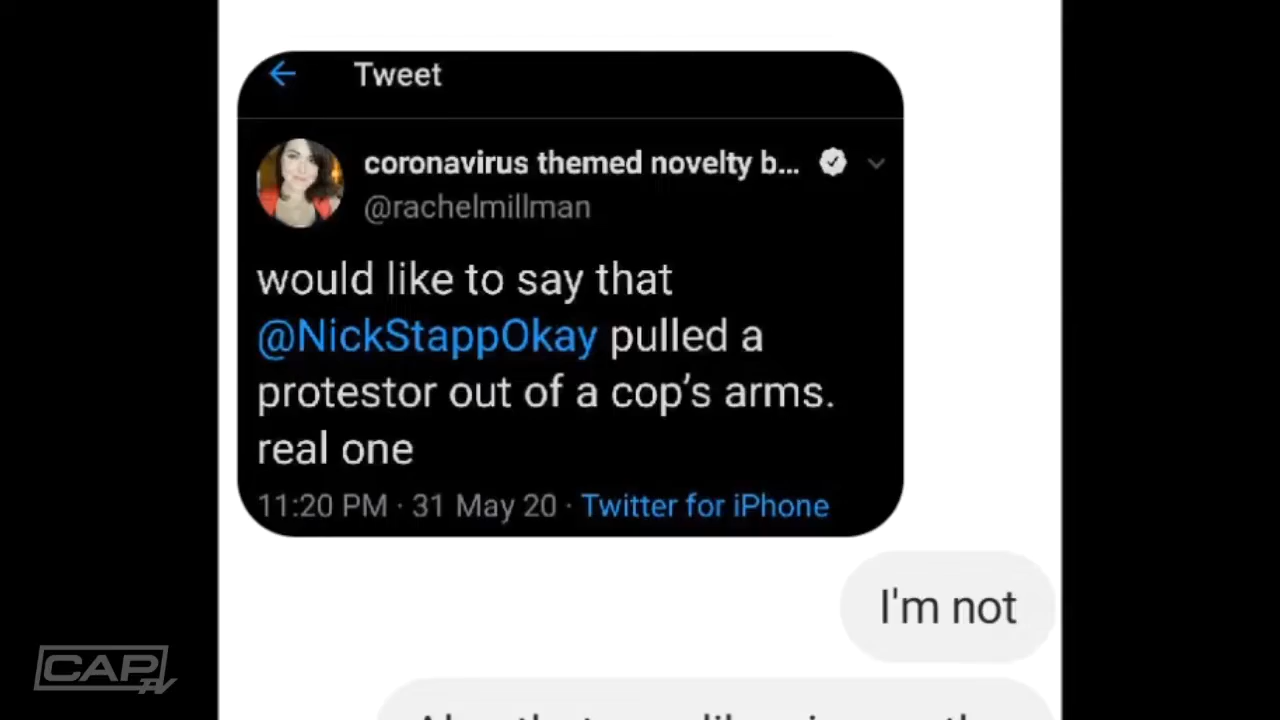 Tweet
coronavirus themed novelty b...
@rachelmillman
would like to say that
@NickStappOkay pulled a
protestor out of a cop's arms.
real one
11:20 PM · 31 May 20 · Twitter for iPhone
I'm not
CAP TV